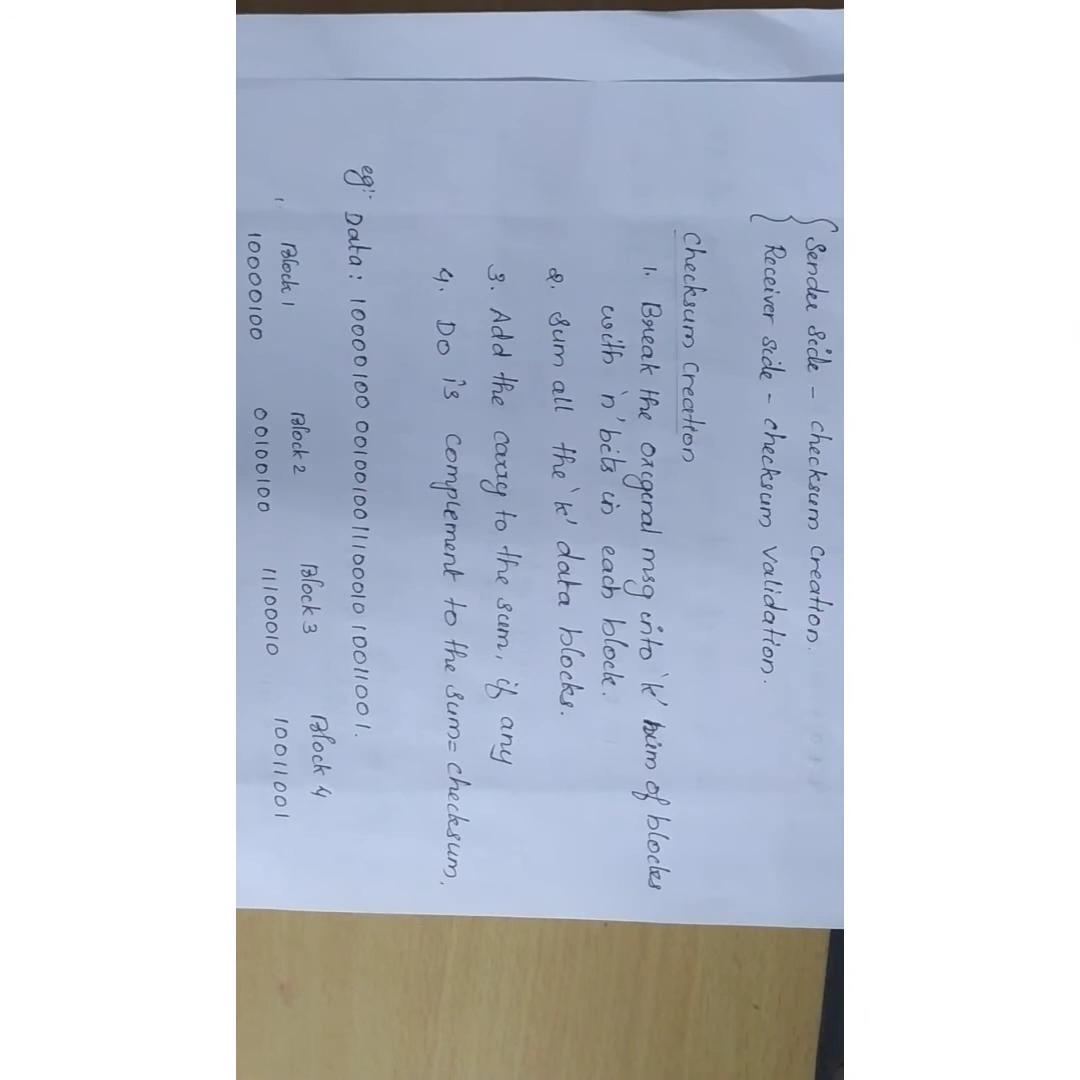 Sender side - checksum creation.
Receiver side - checksum validation.
Checksum Creation
1. Break the original msg into 'k' num of blocks
with 'n' bits in each block.
2. Sum all the 'k' data blocks.
3. Add the carry to the sum, if any
4. Do 1's complement to the sum = checksum.
eg:- Data: 10000100 00100100 11100010 10011001.
Block 1 Block 2 Block 3 Block 4
10000100 00100100 11100010 10011001